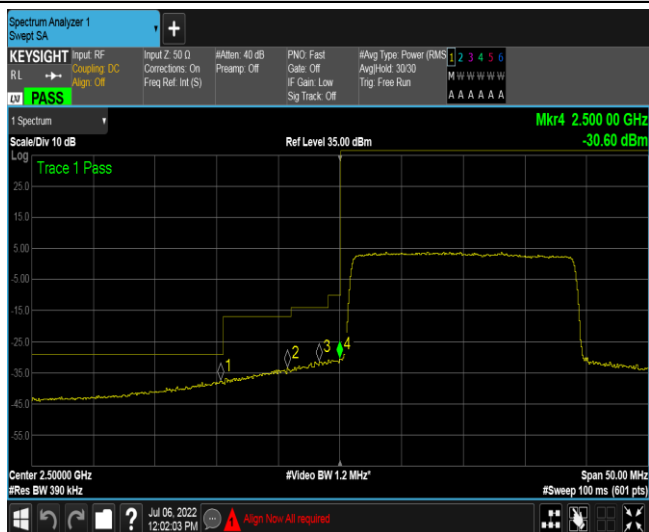 Spectrum Analyzer 1
Swept SA
KEYSIGHT
RL
LXI PASS
Input: RF
Coupling: DC
Align: Off
Input Z: 50 Ω
Corrections: On
Freq Ref: Int (S)
#Atten: 40 dB
Preamp: Off
PNO: Fast
Gate: Off
IF Gain: Low
Sig Track: Off
#Avg Type: Power (RMS
Avg|Hold: 30/30
Trig: Free Run
1 2 3 4 5 6
M W W W W W
A A A A A A
1 Spectrum
Scale/Div 10 dB
Ref Level 35.00 dBm
Mkr4 2.500 00 GHz
-30.60 dBm
Log
Trace 1 Pass
25.0
15.0
5.00
-5.00
-15.0
-25.0
-35.0
-45.0
-55.0
1
2
3
4
Center 2.50000 GHz
#Res BW 390 kHz
#Video BW 1.2 MHz*
Span 50.00 MHz
#Sweep 100 ms (601 pts)
?
Jul 06, 2022
12:02:03 PM
Align Now All required